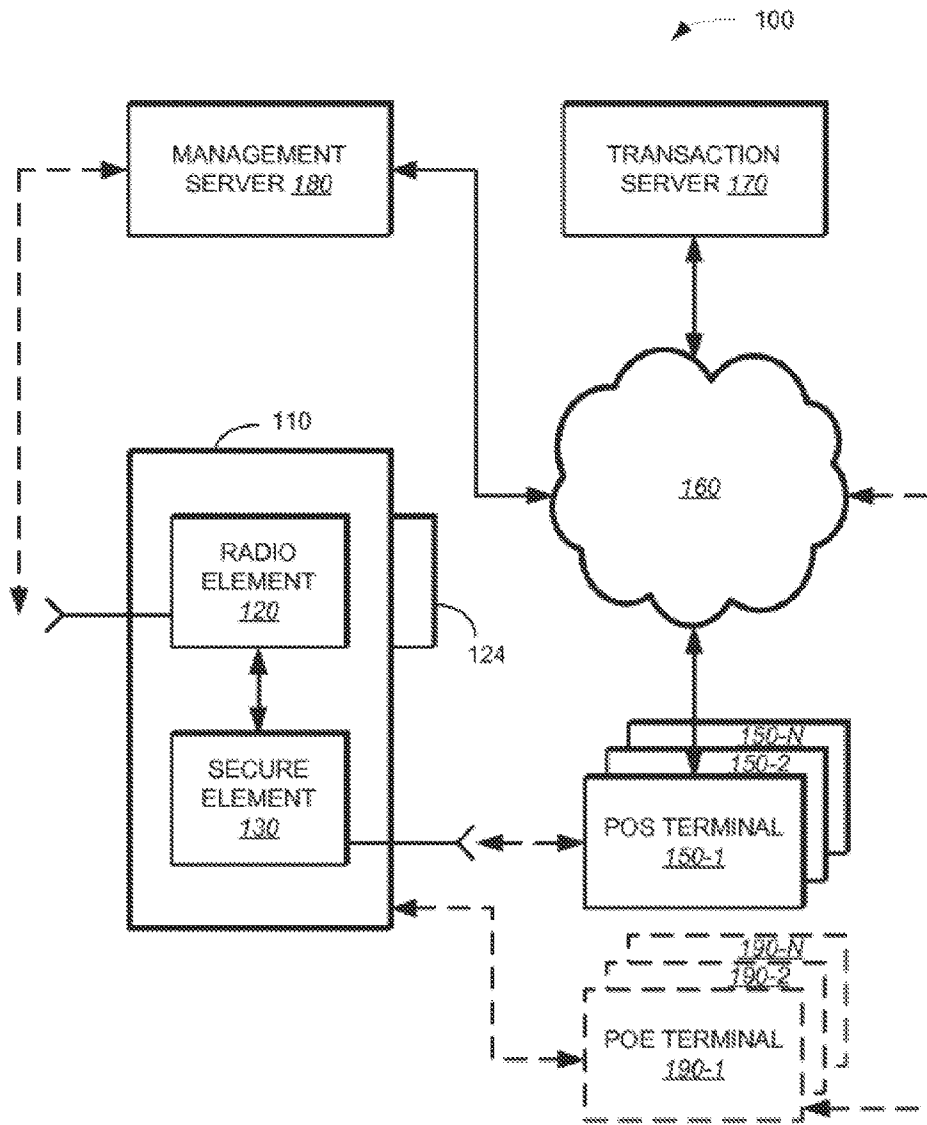 100
MANAGEMENT
SERVER 180
TRANSACTION
SERVER 170
110
160
RADIO
ELEMENT
120
124
SECURE
ELEMENT
130
150-N
150-2
POS TERMINAL
150-1
190-N
190-2
POE TERMINAL
190-1